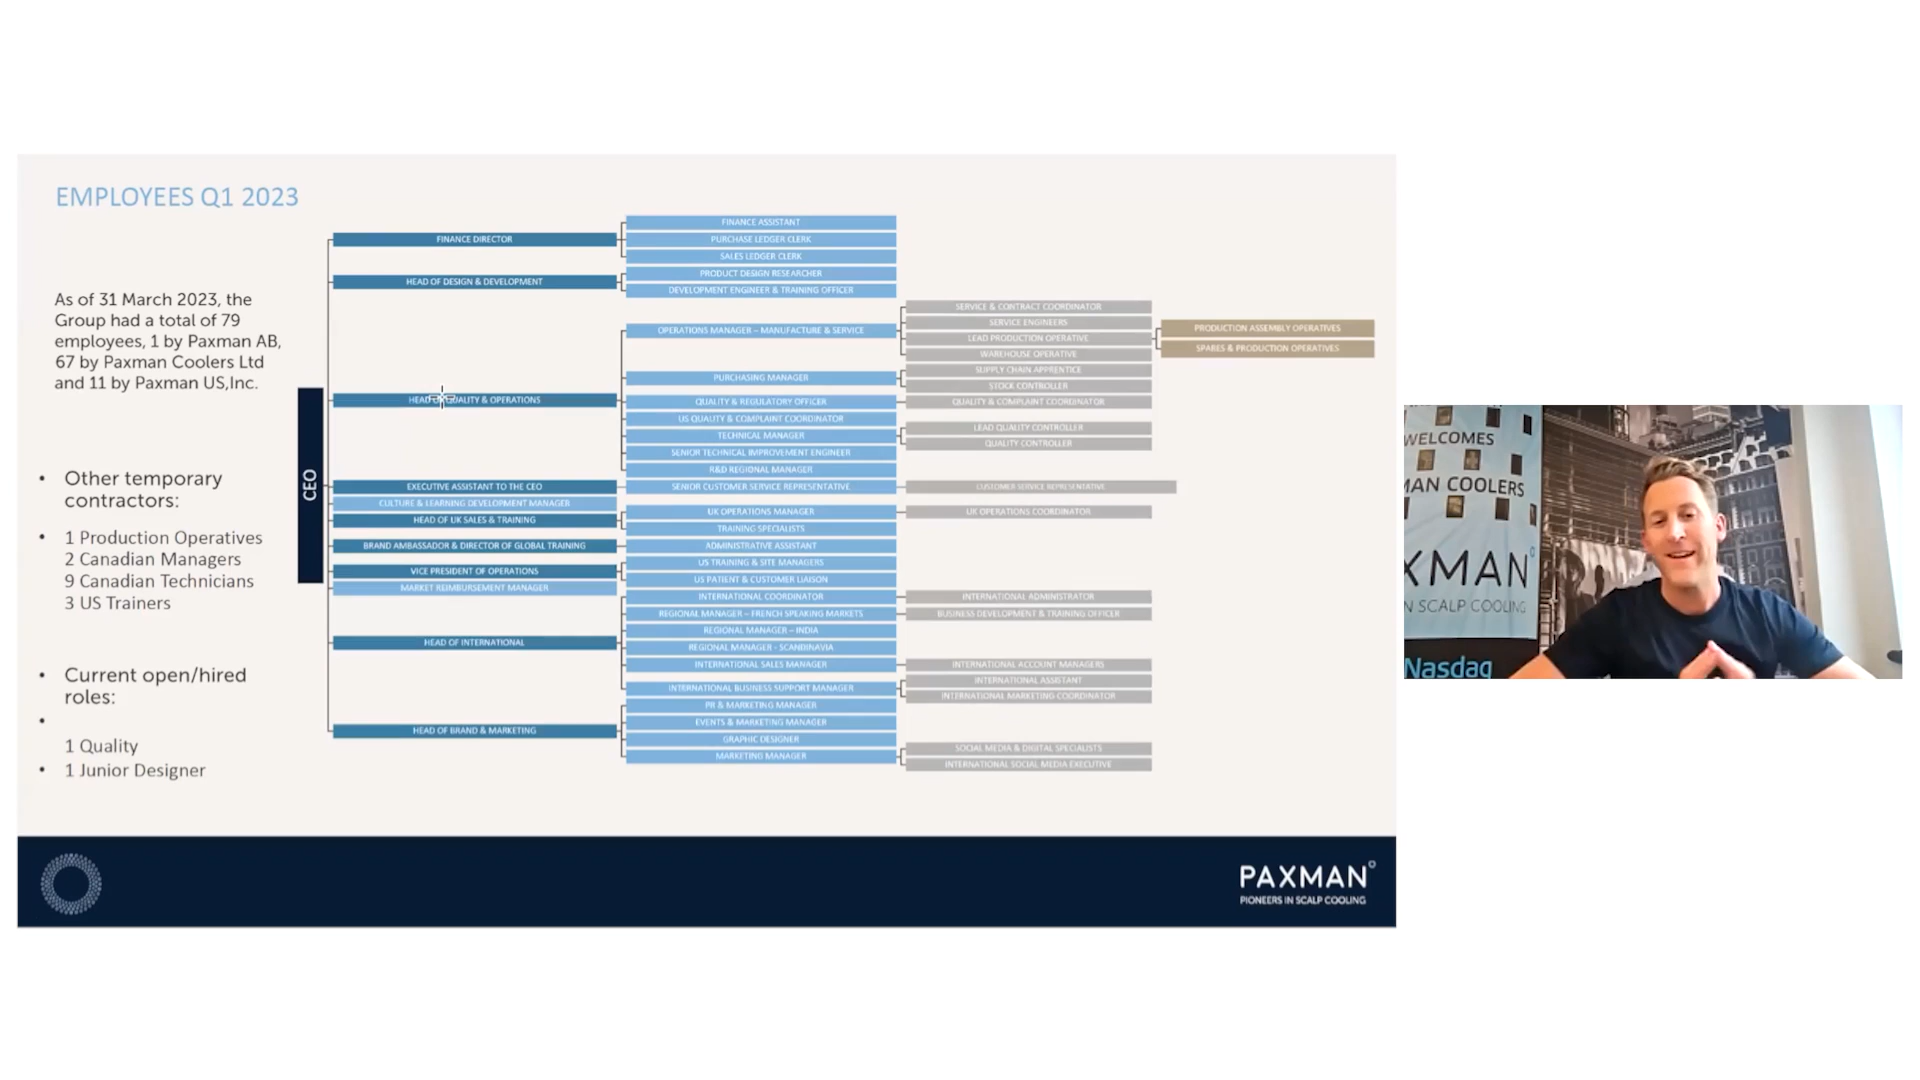 EMPLOYEES Q1 2023
As of 31 March 2023, the
Group had a total of 79
employees, 1 by Paxman AB,
67 by Paxman Coolers Ltd
and 11 by Paxman US,Inc.
• Other temporary
contractors:
• 1 Production Operatives
2 Canadian Managers
9 Canadian Technicians
3 US Trainers
• Current open/hired
roles:
•
1 Quality
• 1 Junior Designer
CEO
FINANCE DIRECTOR
HEAD OF DESIGN & DEVELOPMENT
HEAD OF QUALITY & OPERATIONS
EXECUTIVE ASSISTANT TO THE CEO
CULTURE & LEARNING DEVELOPMENT MANAGER
HEAD OF UK SALES & TRAINING
BRAND AMBASSADOR & DIRECTOR OF GLOBAL TRAINING
VICE PRESIDENT OF OPERATIONS
MARKET REIMBURSEMENT MANAGER
HEAD OF INTERNATIONAL
HEAD OF BRAND & MARKETING
FINANCE ASSISTANT
PURCHASE LEDGER CLERK
SALES LEDGER CLERK
PRODUCT DESIGN RESEARCHER
DEVELOPMENT ENGINEER & TRAINING OFFICER
OPERATIONS MANAGER – MANUFACTURE & SERVICE
PURCHASING MANAGER
QUALITY & REGULATORY OFFICER
US QUALITY & COMPLAINT COORDINATOR
TECHNICAL MANAGER
SENIOR TECHNICAL IMPROVEMENT ENGINEER
R&D REGIONAL MANAGER
SENIOR CUSTOMER SERVICE REPRESENTATIVE
UK OPERATIONS MANAGER
TRAINING SPECIALISTS
ADMINISTRATIVE ASSISTANT
US TRAINING & SITE MANAGERS
US PATIENT & CUSTOMER LIAISON
INTERNATIONAL COORDINATOR
REGIONAL MANAGER – FRENCH SPEAKING MARKETS
REGIONAL MANAGER – INDIA
REGIONAL MANAGER - SCANDINAVIA
INTERNATIONAL SALES MANAGER
INTERNATIONAL BUSINESS SUPPORT MANAGER
PR & MARKETING MANAGER
EVENTS & MARKETING MANAGER
GRAPHIC DESIGNER
MARKETING MANAGER
SERVICE & CONTRACT COORDINATOR
SERVICE ENGINEERS
LEAD PRODUCTION OPERATIVE
WAREHOUSE OPERATIVE
SUPPLY CHAIN APPRENTICE
STOCK CONTROLLER
QUALITY & COMPLAINT COORDINATOR
LEAD QUALITY CONTROLLER
QUALITY CONTROLLER
CUSTOMER SERVICE REPRESENTATIVE
UK OPERATIONS COORDINATOR
INTERNATIONAL ADMINISTRATOR
BUSINESS DEVELOPMENT & TRAINING OFFICER
INTERNATIONAL ACCOUNT MANAGERS
INTERNATIONAL ASSISTANT
INTERNATIONAL MARKETING COORDINATOR
SOCIAL MEDIA & DIGITAL SPECIALISTS
INTERNATIONAL SOCIAL MEDIA EXECUTIVE
PRODUCTION ASSEMBLY OPERATIVES
SPARES & PRODUCTION OPERATIVES
PAXMAN
PIONEERS IN SCALP COOLING
WELCOMES
MAN COOLERS
XMAN
N SCALP COOLING
Nasdaq